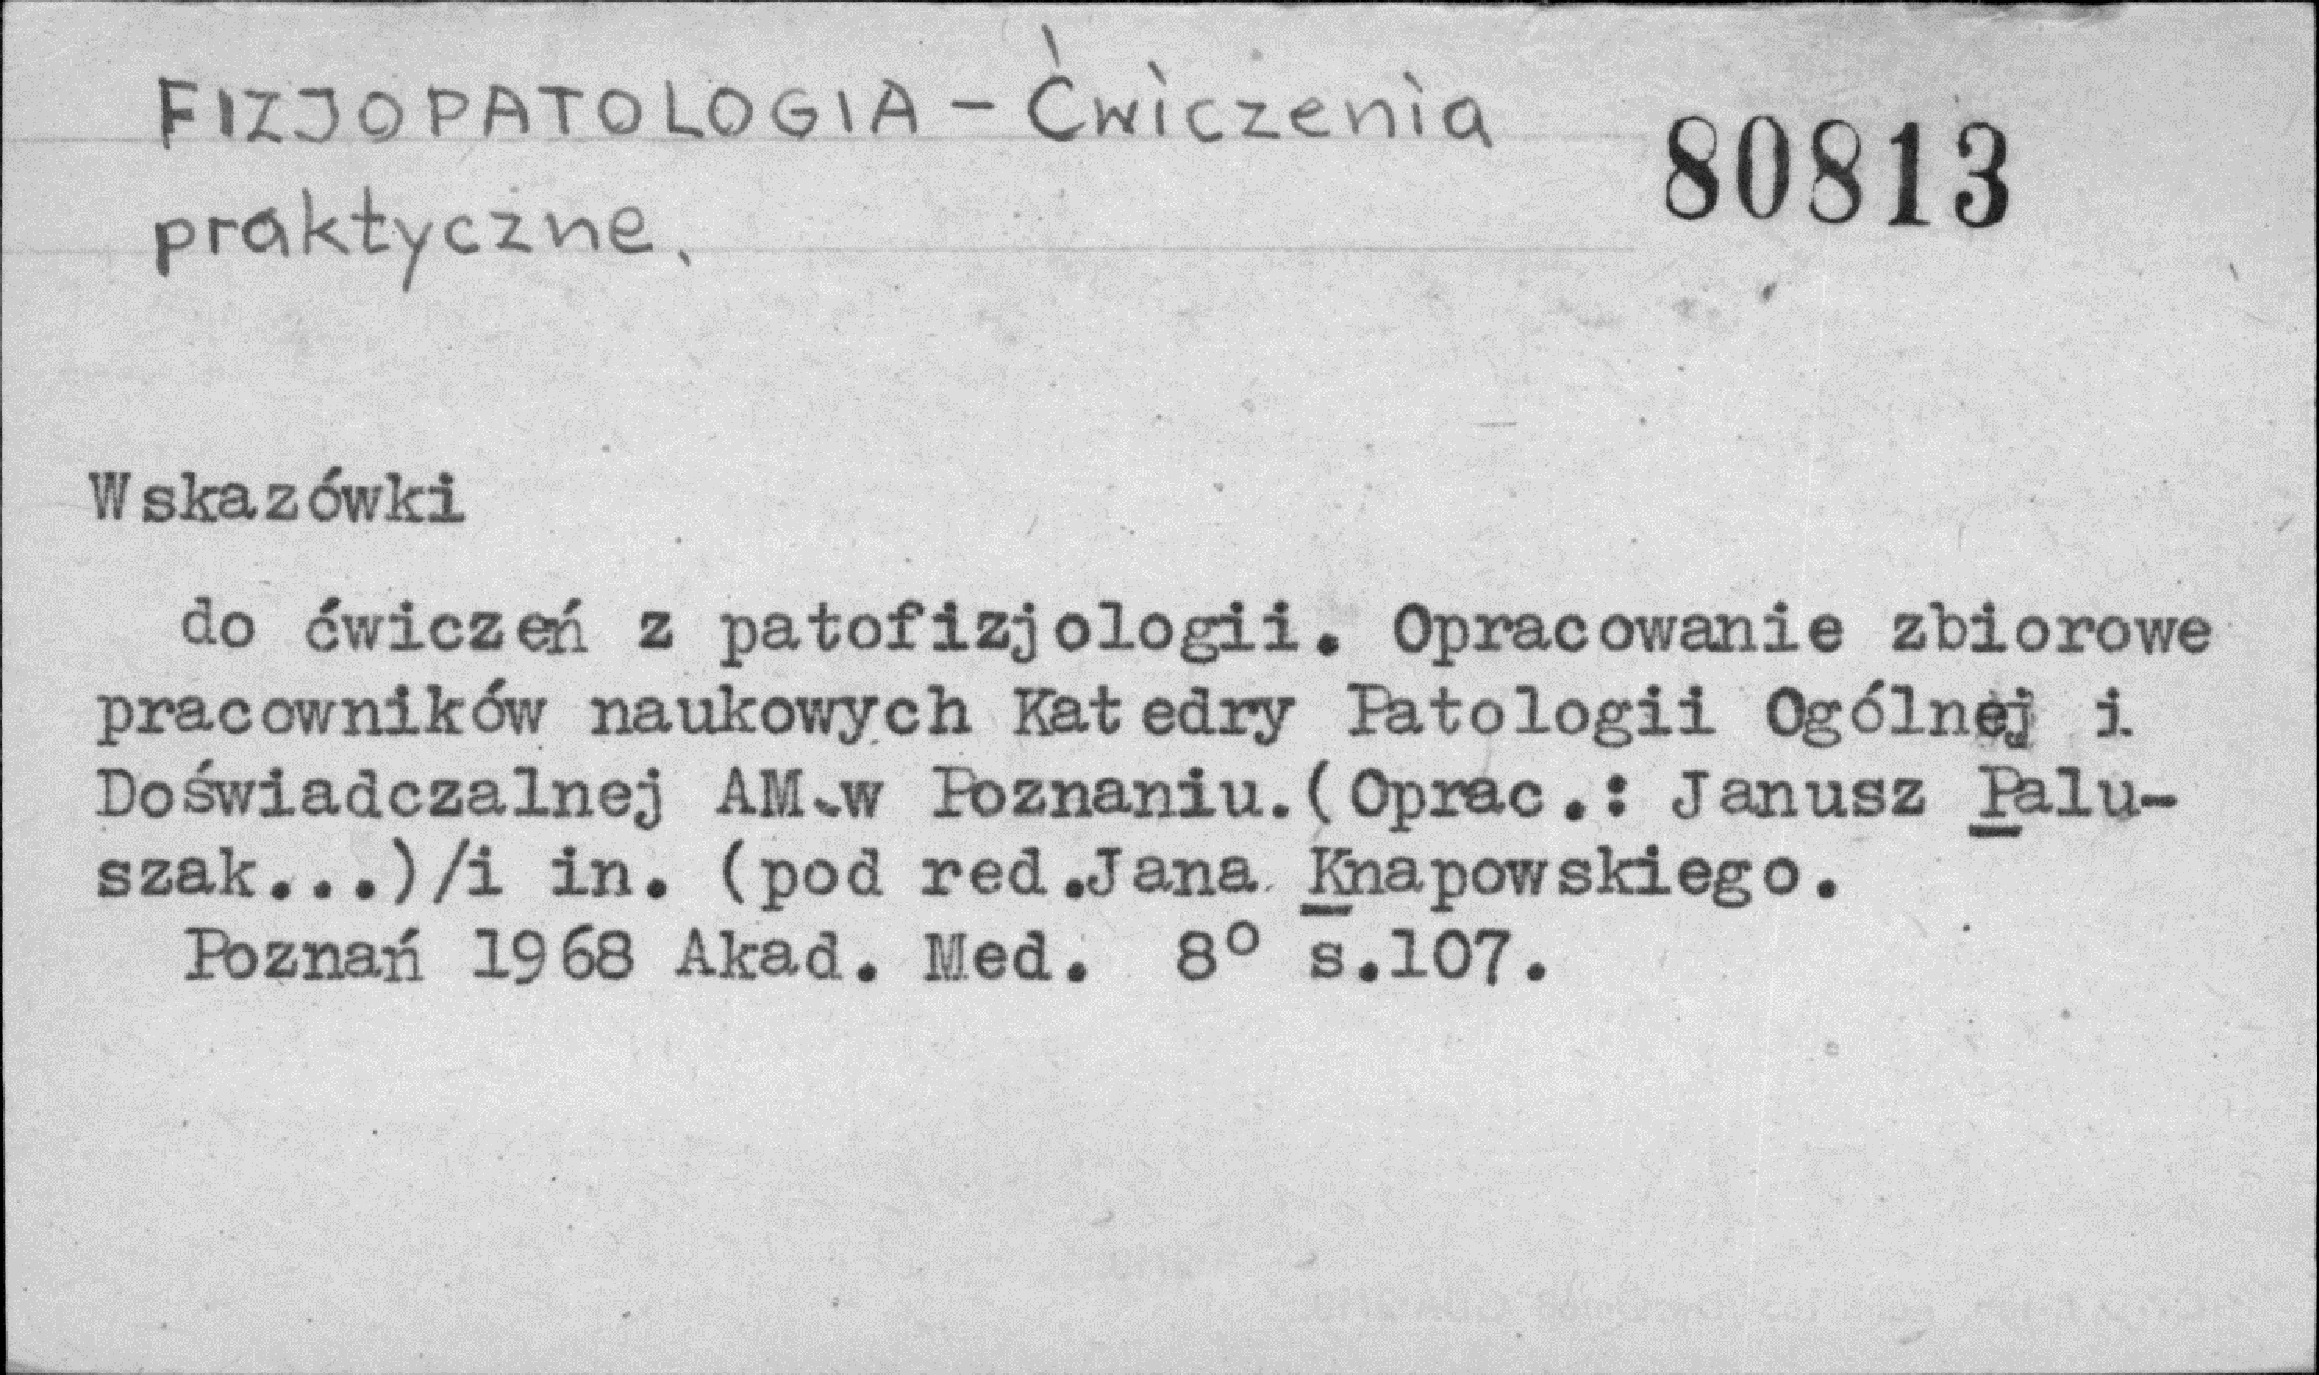 FIZJOPATOLOGIA - Ćwiczenia
80813
praktyczne.
Wskazówki
do ćwiczeń z patofizjologii. Opracowanie zbiorowe
pracowników naukowych Katedry Patologii Ogólnej i
Doświadczalnej AM.w Poznaniu.(Oprac.: Janusz Palu-
szak...)/i in. (pod red.Jana Knapowskiego.
Poznań 1968 Akad. Med. 8° s.107.